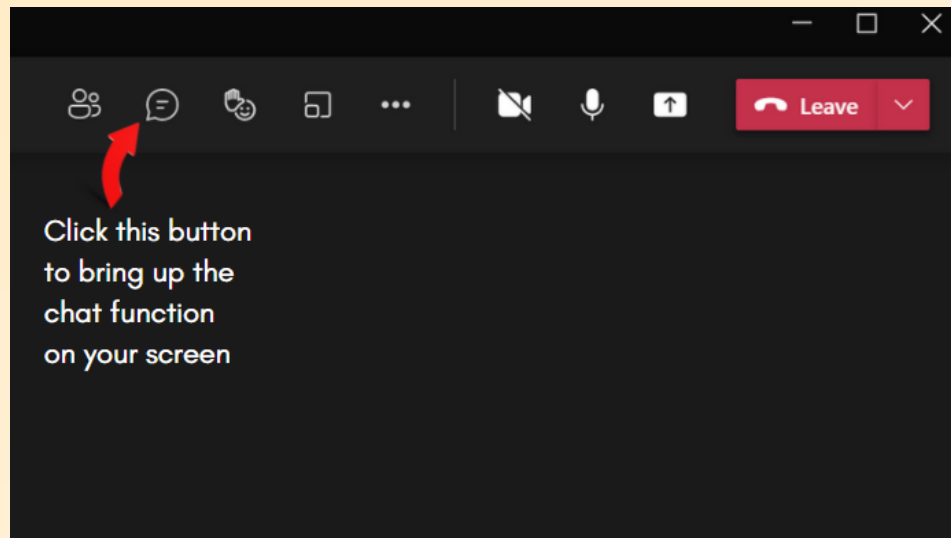 Leave
Click this button
to bring up the
chat function
on your screen